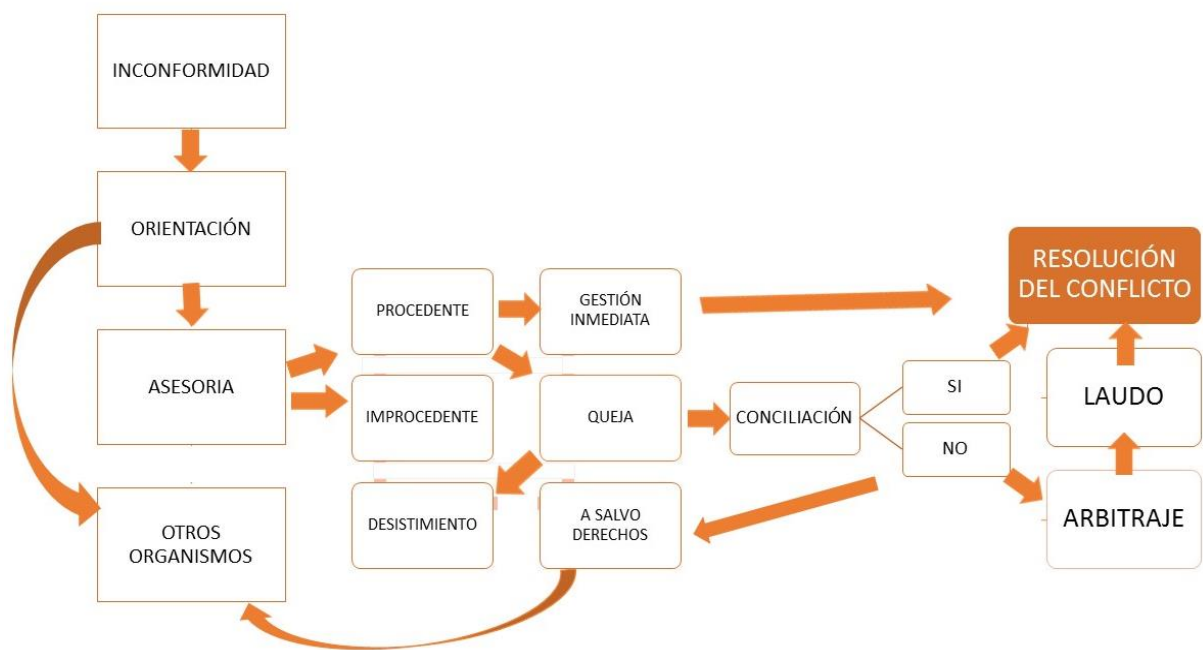 INCONFORMIDAD
ORIENTACIÓN
ASESORIA
OTROS
ORGANISMOS
PROCEDENTE
IMPROCEDENTE
DESISTIMIENTO
GESTIÓN
INMEDIATA
QUEJA
A SALVO
DERECHOS
CONCILIACIÓN
SI
NO
RESOLUCIÓN
DEL CONFLICTO
LAUDO
ARBITRAJE